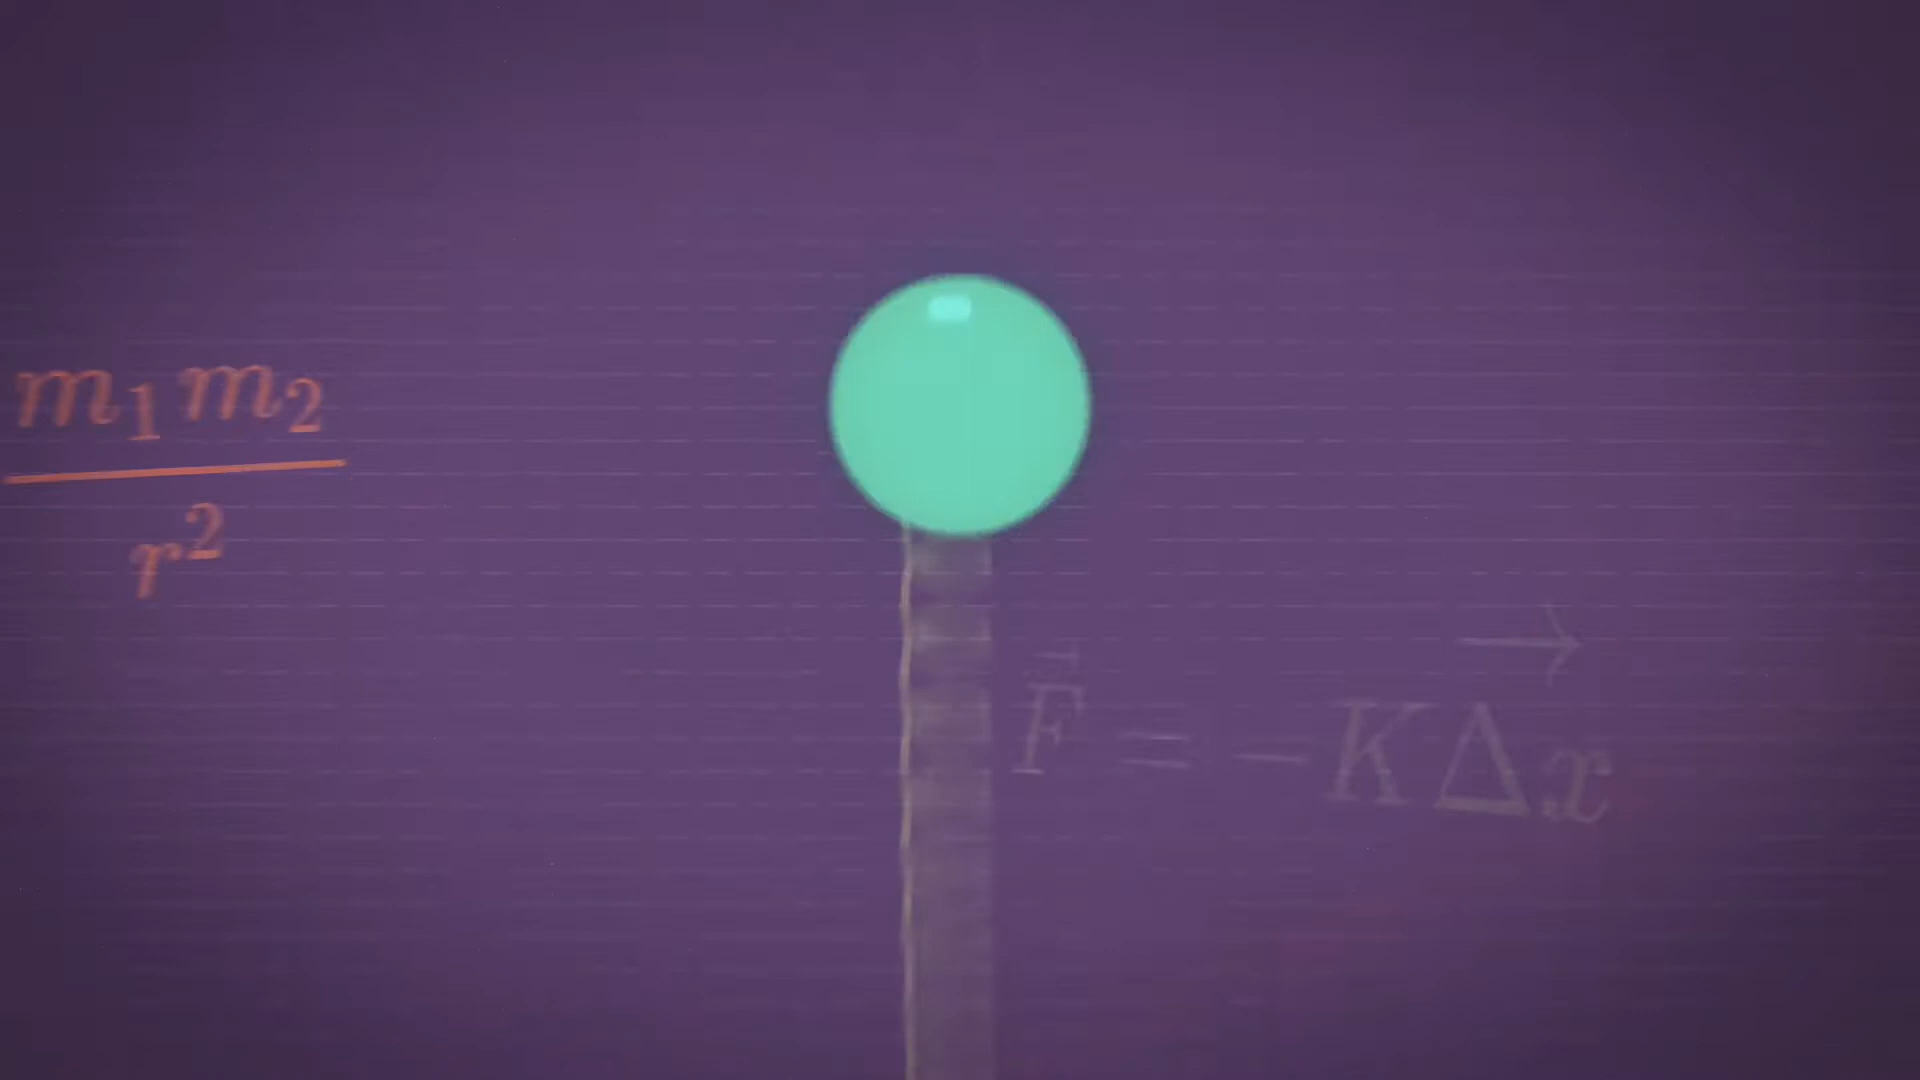 m₁m₂
r²
F⃗ = −KΔx⃗